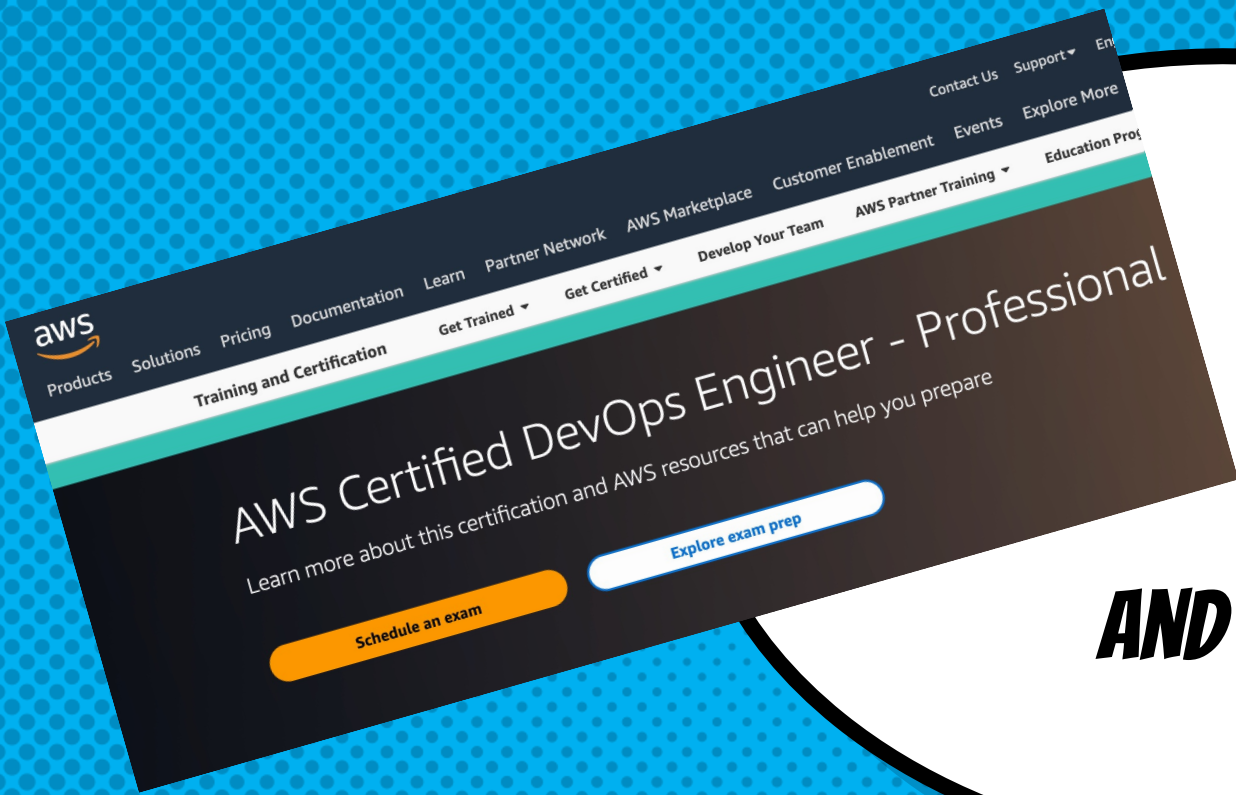 Contact Us Support
aws
Products Solutions Pricing Documentation Learn Partner Network AWS Marketplace Customer Enablement Events Explore More
Training and Certification Get Trained Get Certified Develop Your Team AWS Partner Training Education
AWS Certified DevOps Engineer - Professional
Learn more about this certification and AWS resources that can help you prepare
Schedule an exam Explore exam prep
AND